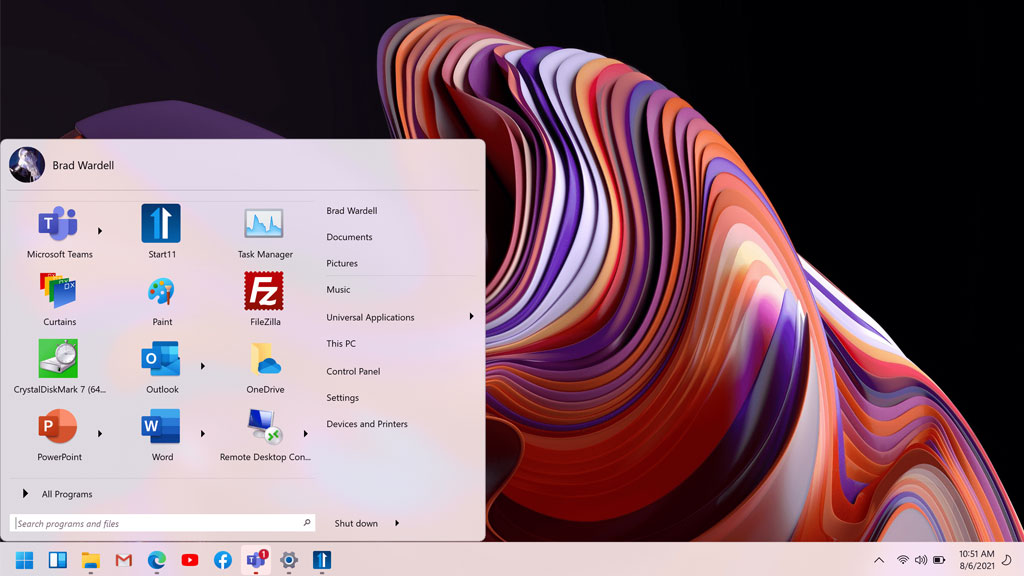 Brad Wardell
Microsoft Teams
Start11
Task Manager
Curtains
Paint
FileZilla
CrystalDiskMark 7 (64...
Outlook
OneDrive
PowerPoint
Word
Remote Desktop Con...
All Programs
Search programs and files
Brad Wardell
Documents
Pictures
Music
Universal Applications
This PC
Control Panel
Settings
Devices and Printers
Shut down
1
10:51 AM
8/6/2021